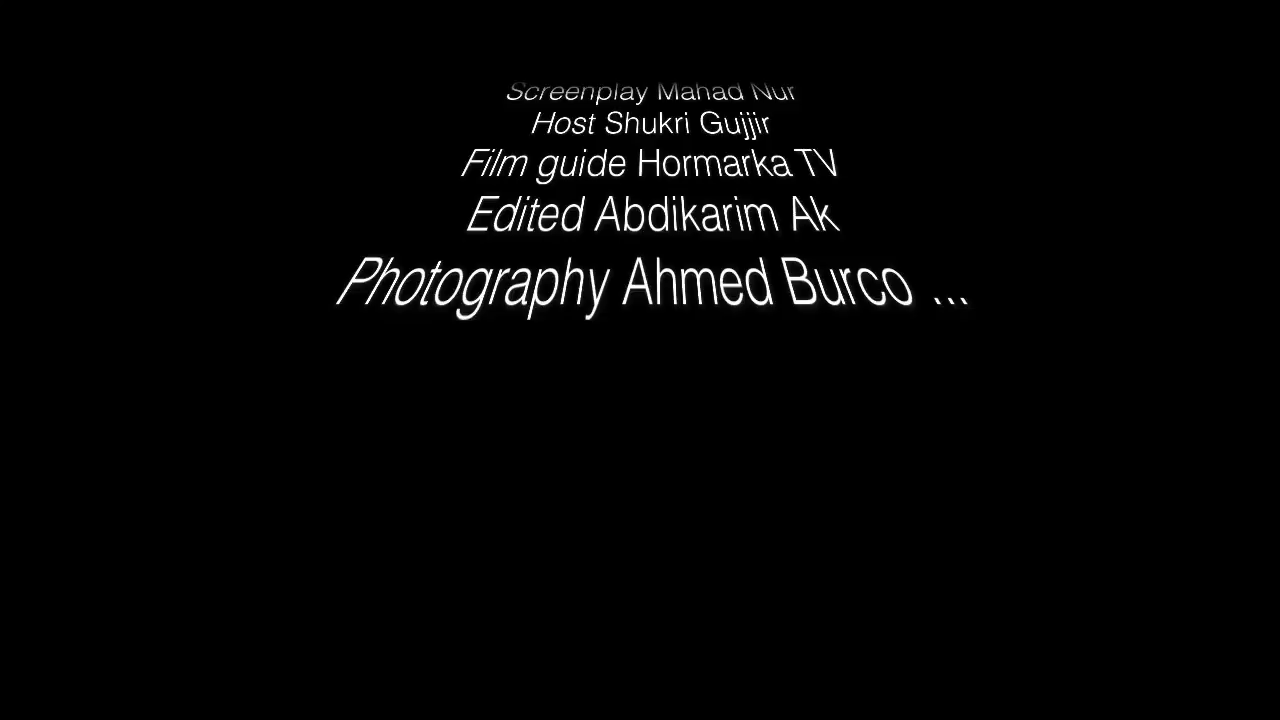 Screenplay Mahad Nur
Host Shukri Gujjir
Film guide Hormarka TV
Edited Abdikarim Ak
Photography Ahmed Burco ...